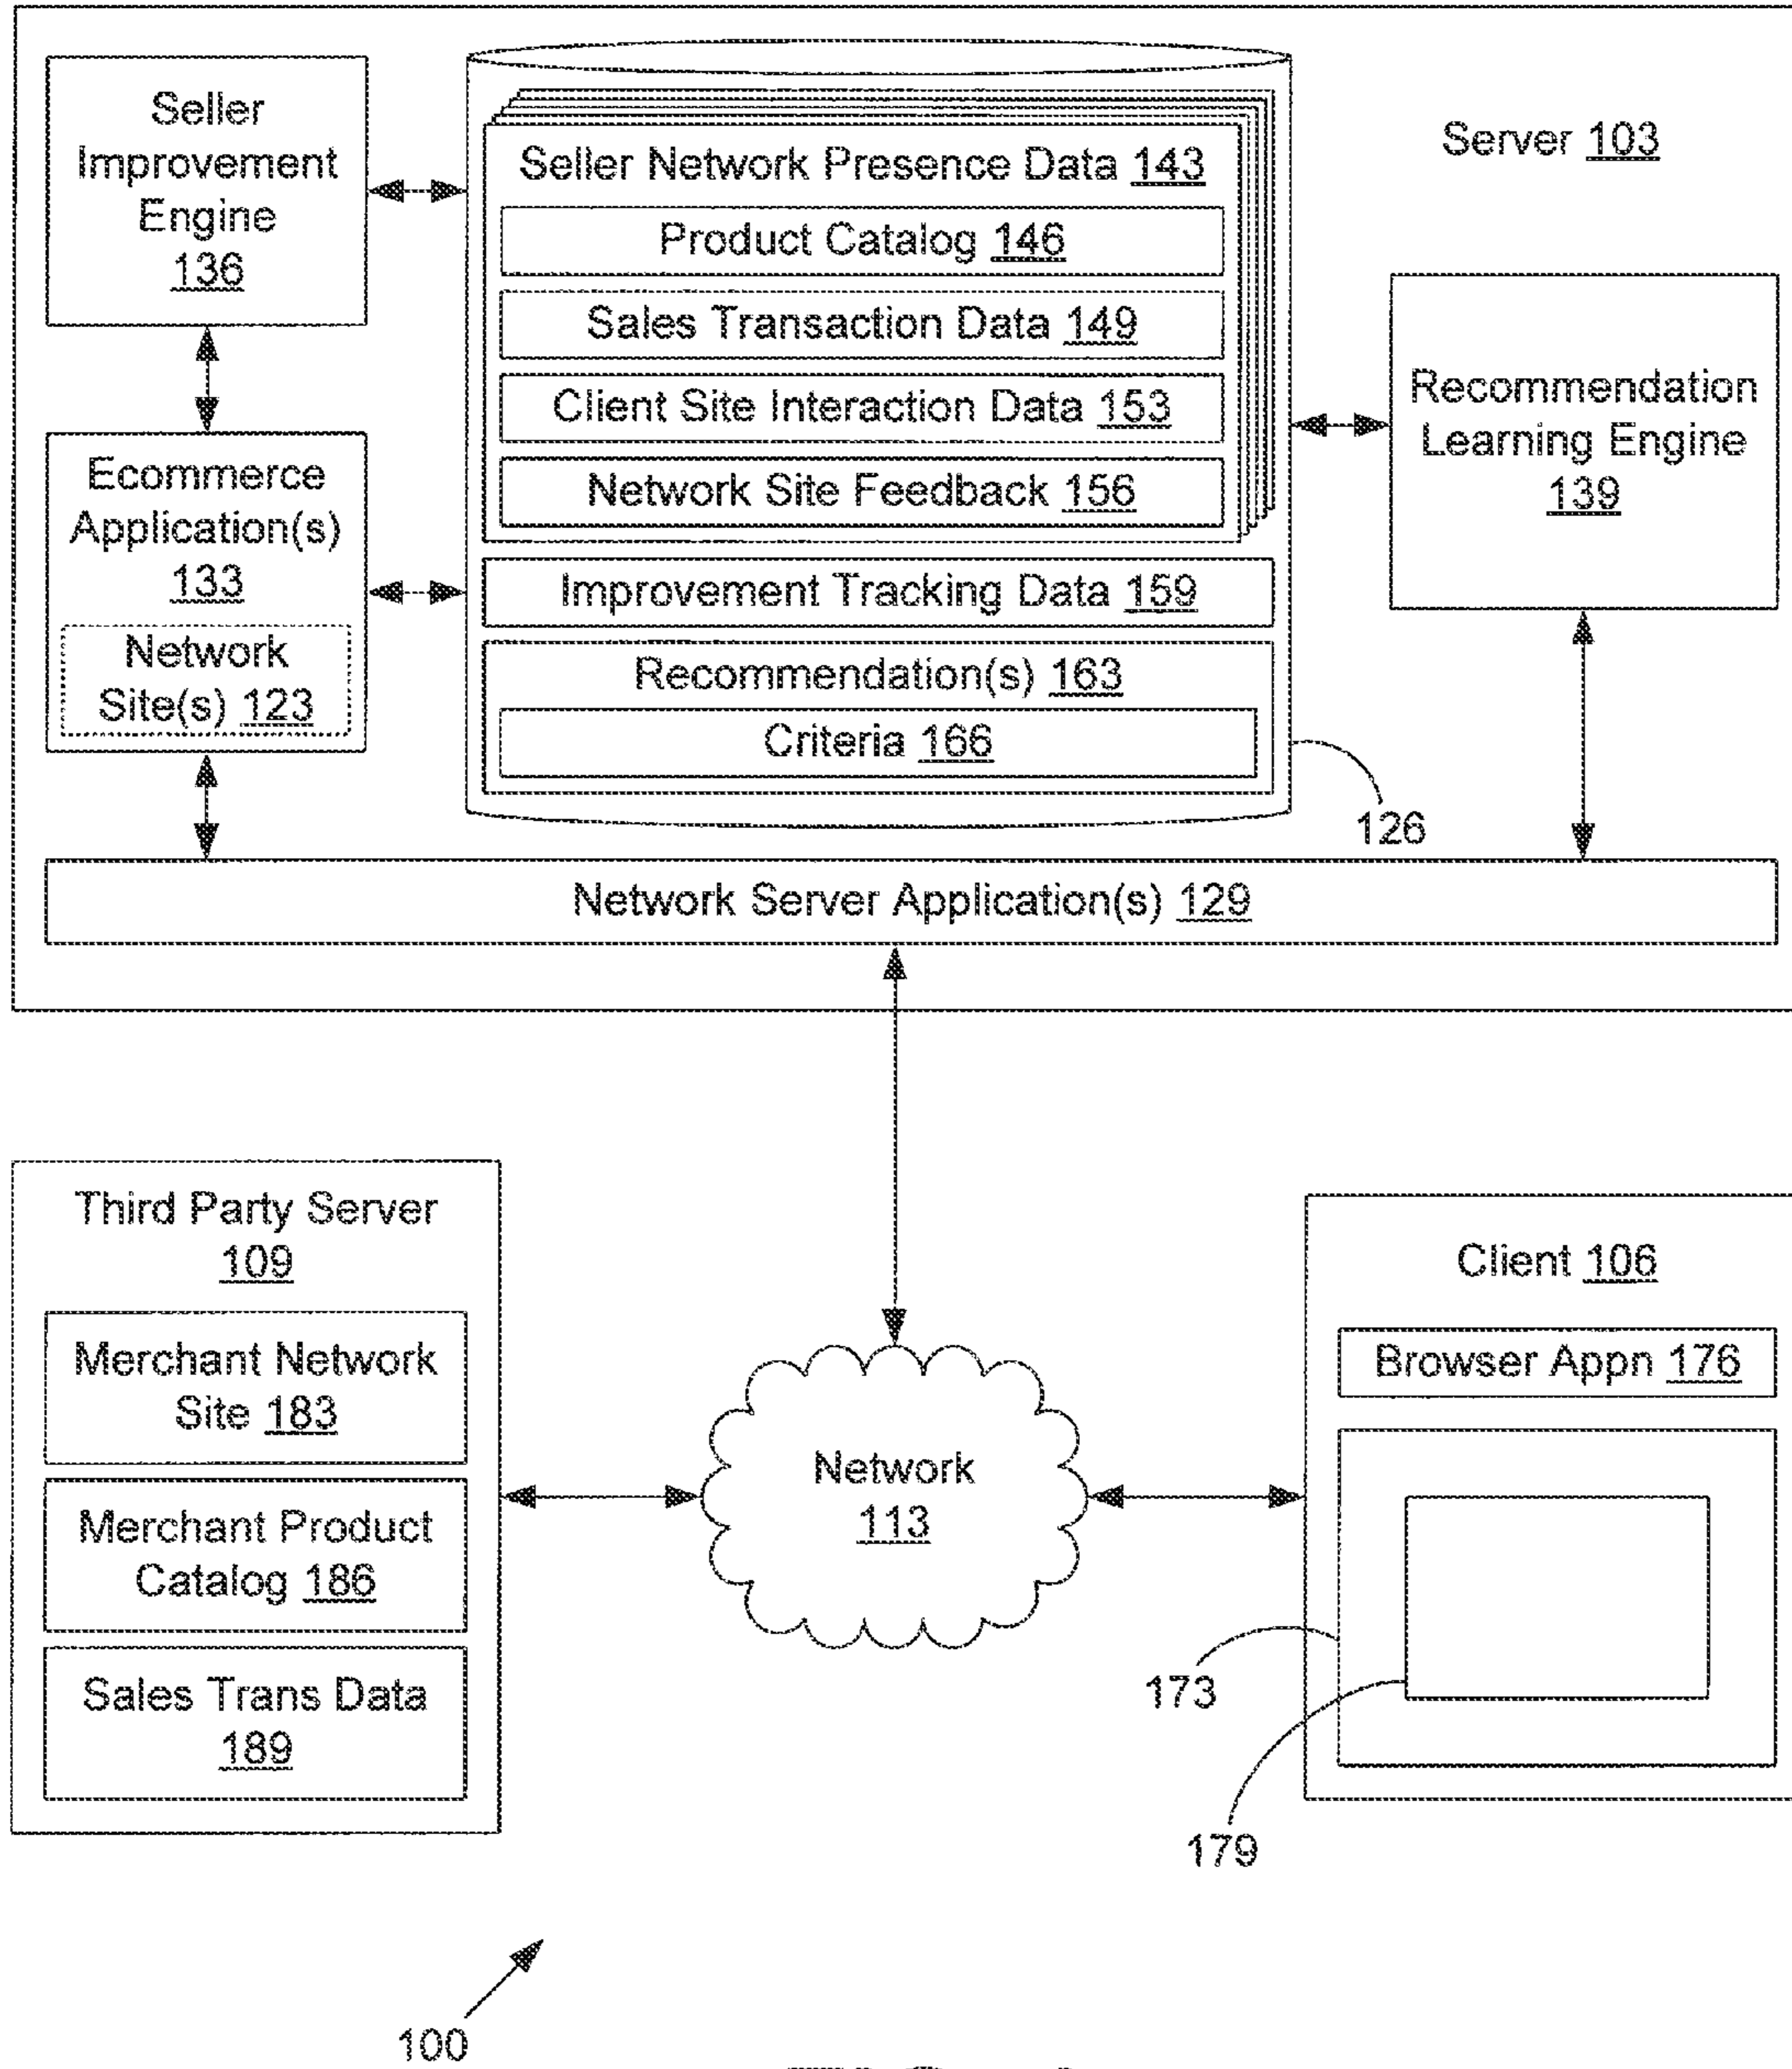 Server 103
Seller
Improvement
Engine
136
Seller Network Presence Data 143
Product Catalog 146
Sales Transaction Data 149
Client Site Interaction Data 153
Network Site Feedback 156
Improvement Tracking Data 159
Recommendation(s) 163
Criteria 166
126
Recommendation
Learning Engine
139
Ecommerce
Application(s)
133
Network
Site(s) 123
Network Server Application(s) 129
Third Party Server
109
Merchant Network
Site 183
Merchant Product
Catalog 186
Sales Trans Data
189
Network
113
Client 106
Browser Appn 176
173
179
100